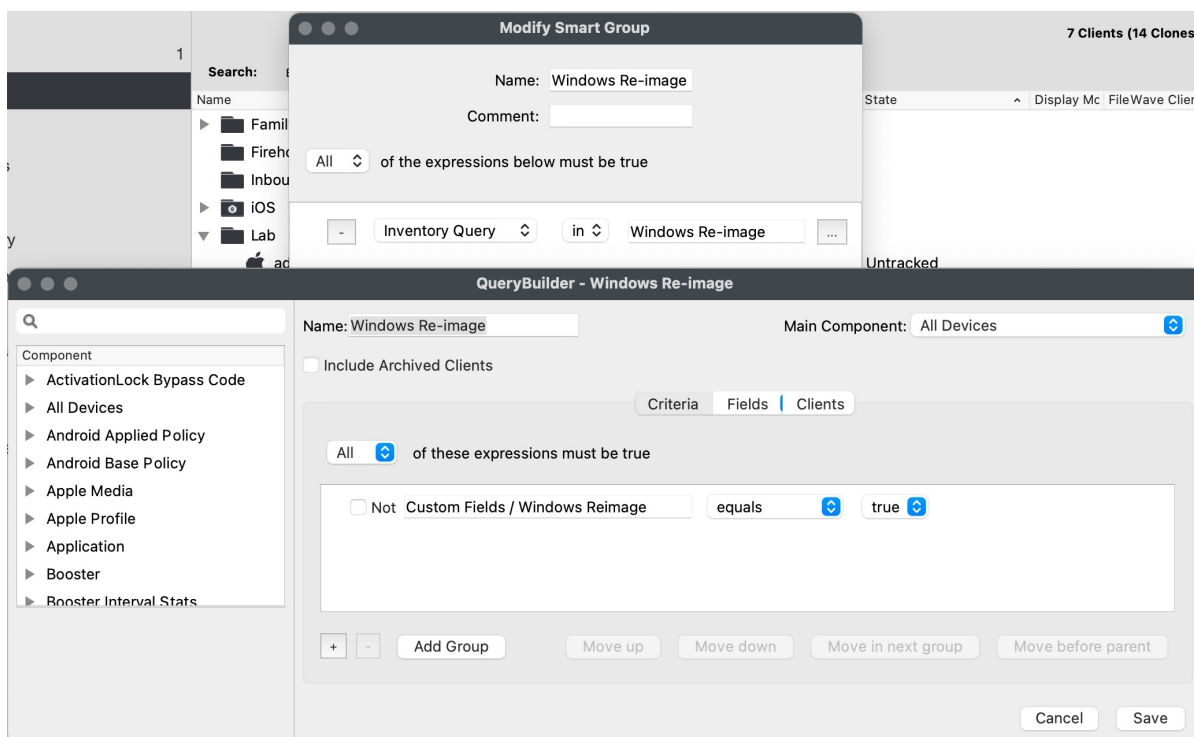 Modify Smart Group
7 Clients (14 Clones
1
Search:
Name: Windows Re-image
Comment:
Name
State
Display Mc
FileWave Clier
All of the expressions below must be true
Famil
Fireho
Inbou
iOS
Lab
- Inventory Query in Windows Re-image ...
ad
Untracked
QueryBuilder - Windows Re-image
Name: Windows Re-image
Main Component: All Devices
Include Archived Clients
Component
ActivationLock Bypass Code
All Devices
Android Applied Policy
Android Base Policy
Apple Media
Apple Profile
Application
Booster
Booster Interval Stats
Criteria Fields Clients
All of these expressions must be true
Not Custom Fields / Windows Reimage equals true
+ - Add Group Move up Move down Move in next group Move before parent
Cancel Save